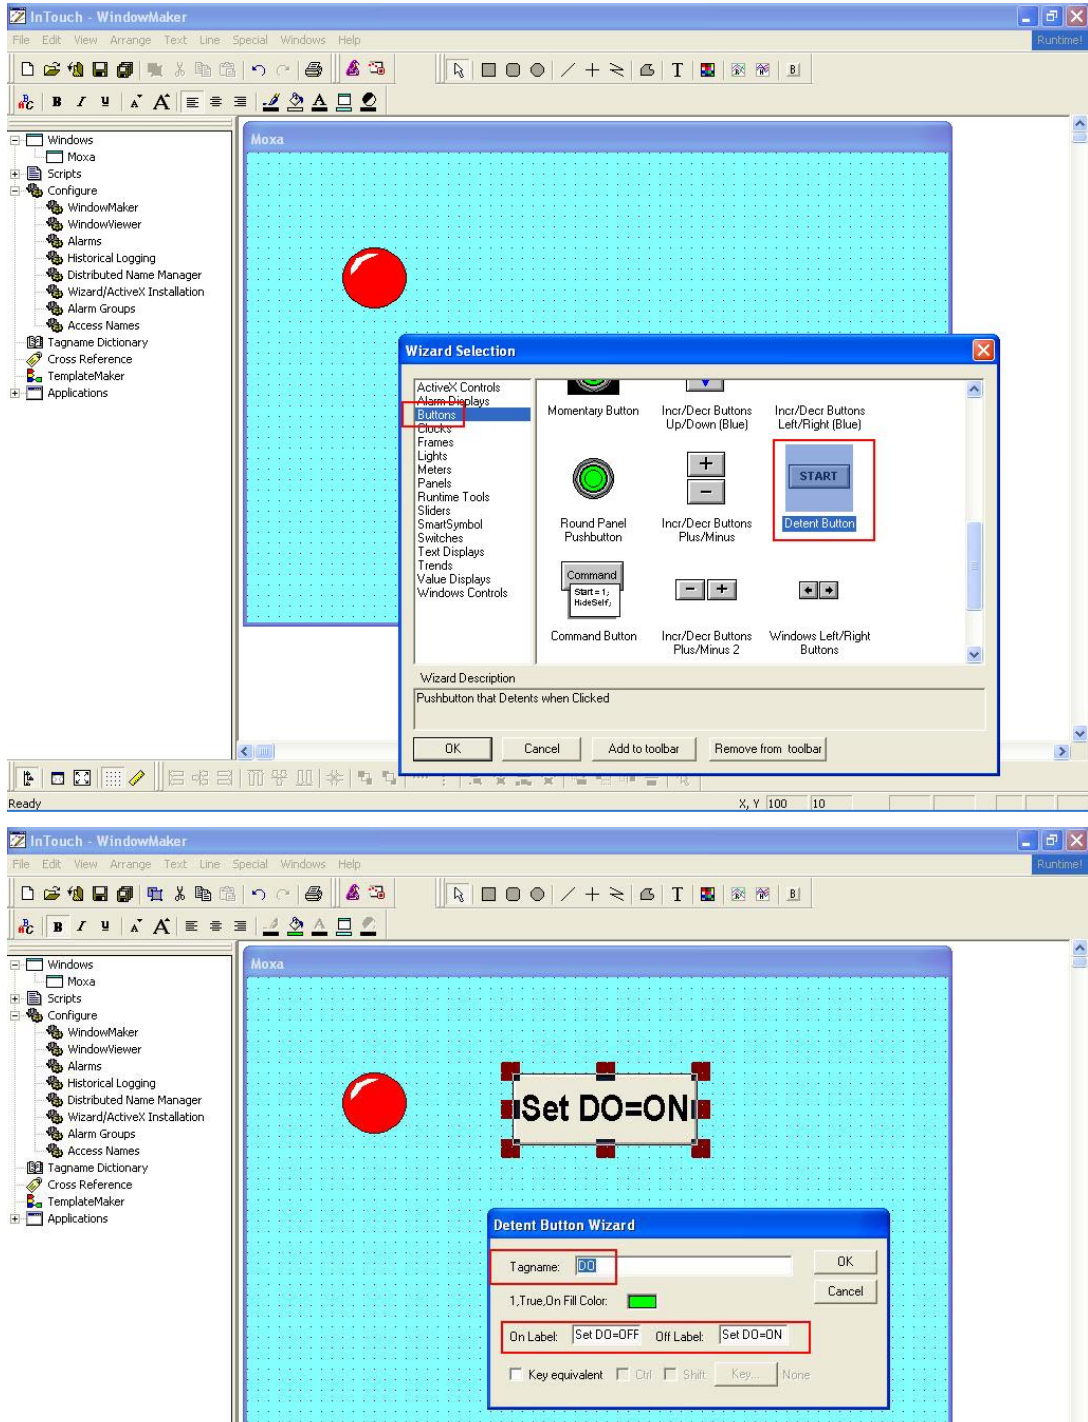 InTouch - WindowMaker
File Edit View Arrange Text Line Special Windows Help Runtime!
Windows
Moxa
Scripts
Configure
WindowMaker
WindowViewer
Alarms
Historical Logging
Distributed Name Manager
Wizard/ActiveX Installation
Alarm Groups
Access Names
Tagname Dictionary
Cross Reference
TemplateMaker
Applications
Moxa
Wizard Selection
ActiveX Controls
Alarm Displays
Buttons
Clocks
Frames
Lights
Meters
Panels
Runtime Tools
Sliders
SmartSymbol
Switches
Text Displays
Trends
Value Displays
Windows Controls
Momentary Button
Incr/Decr Buttons
Up/Down (Blue)
Incr/Decr Buttons
Left/Right (Blue)
Round Panel
Pushbutton
Incr/Decr Buttons
Plus/Minus
START
Detent Button
Command
Start = 1;
HideSelf;
Command Button
Incr/Decr Buttons
Plus/Minus 2
Windows Left/Right
Buttons
Wizard Description
Pushbutton that Detents when Clicked
OK Cancel Add to toolbar Remove from toolbar
Ready X, Y 100 10
InTouch - WindowMaker
File Edit View Arrange Text Line Special Windows Help Runtime!
Windows
Moxa
Scripts
Configure
WindowMaker
WindowViewer
Alarms
Historical Logging
Distributed Name Manager
Wizard/ActiveX Installation
Alarm Groups
Access Names
Tagname Dictionary
Cross Reference
TemplateMaker
Applications
Moxa
Set DO=ON
Detent Button Wizard
Tagname: DO OK
Cancel
1,True,On Fill Color:
On Label: Set DO=OFF Off Label: Set DO=ON
Key equivalent Ctrl Shift Key... None